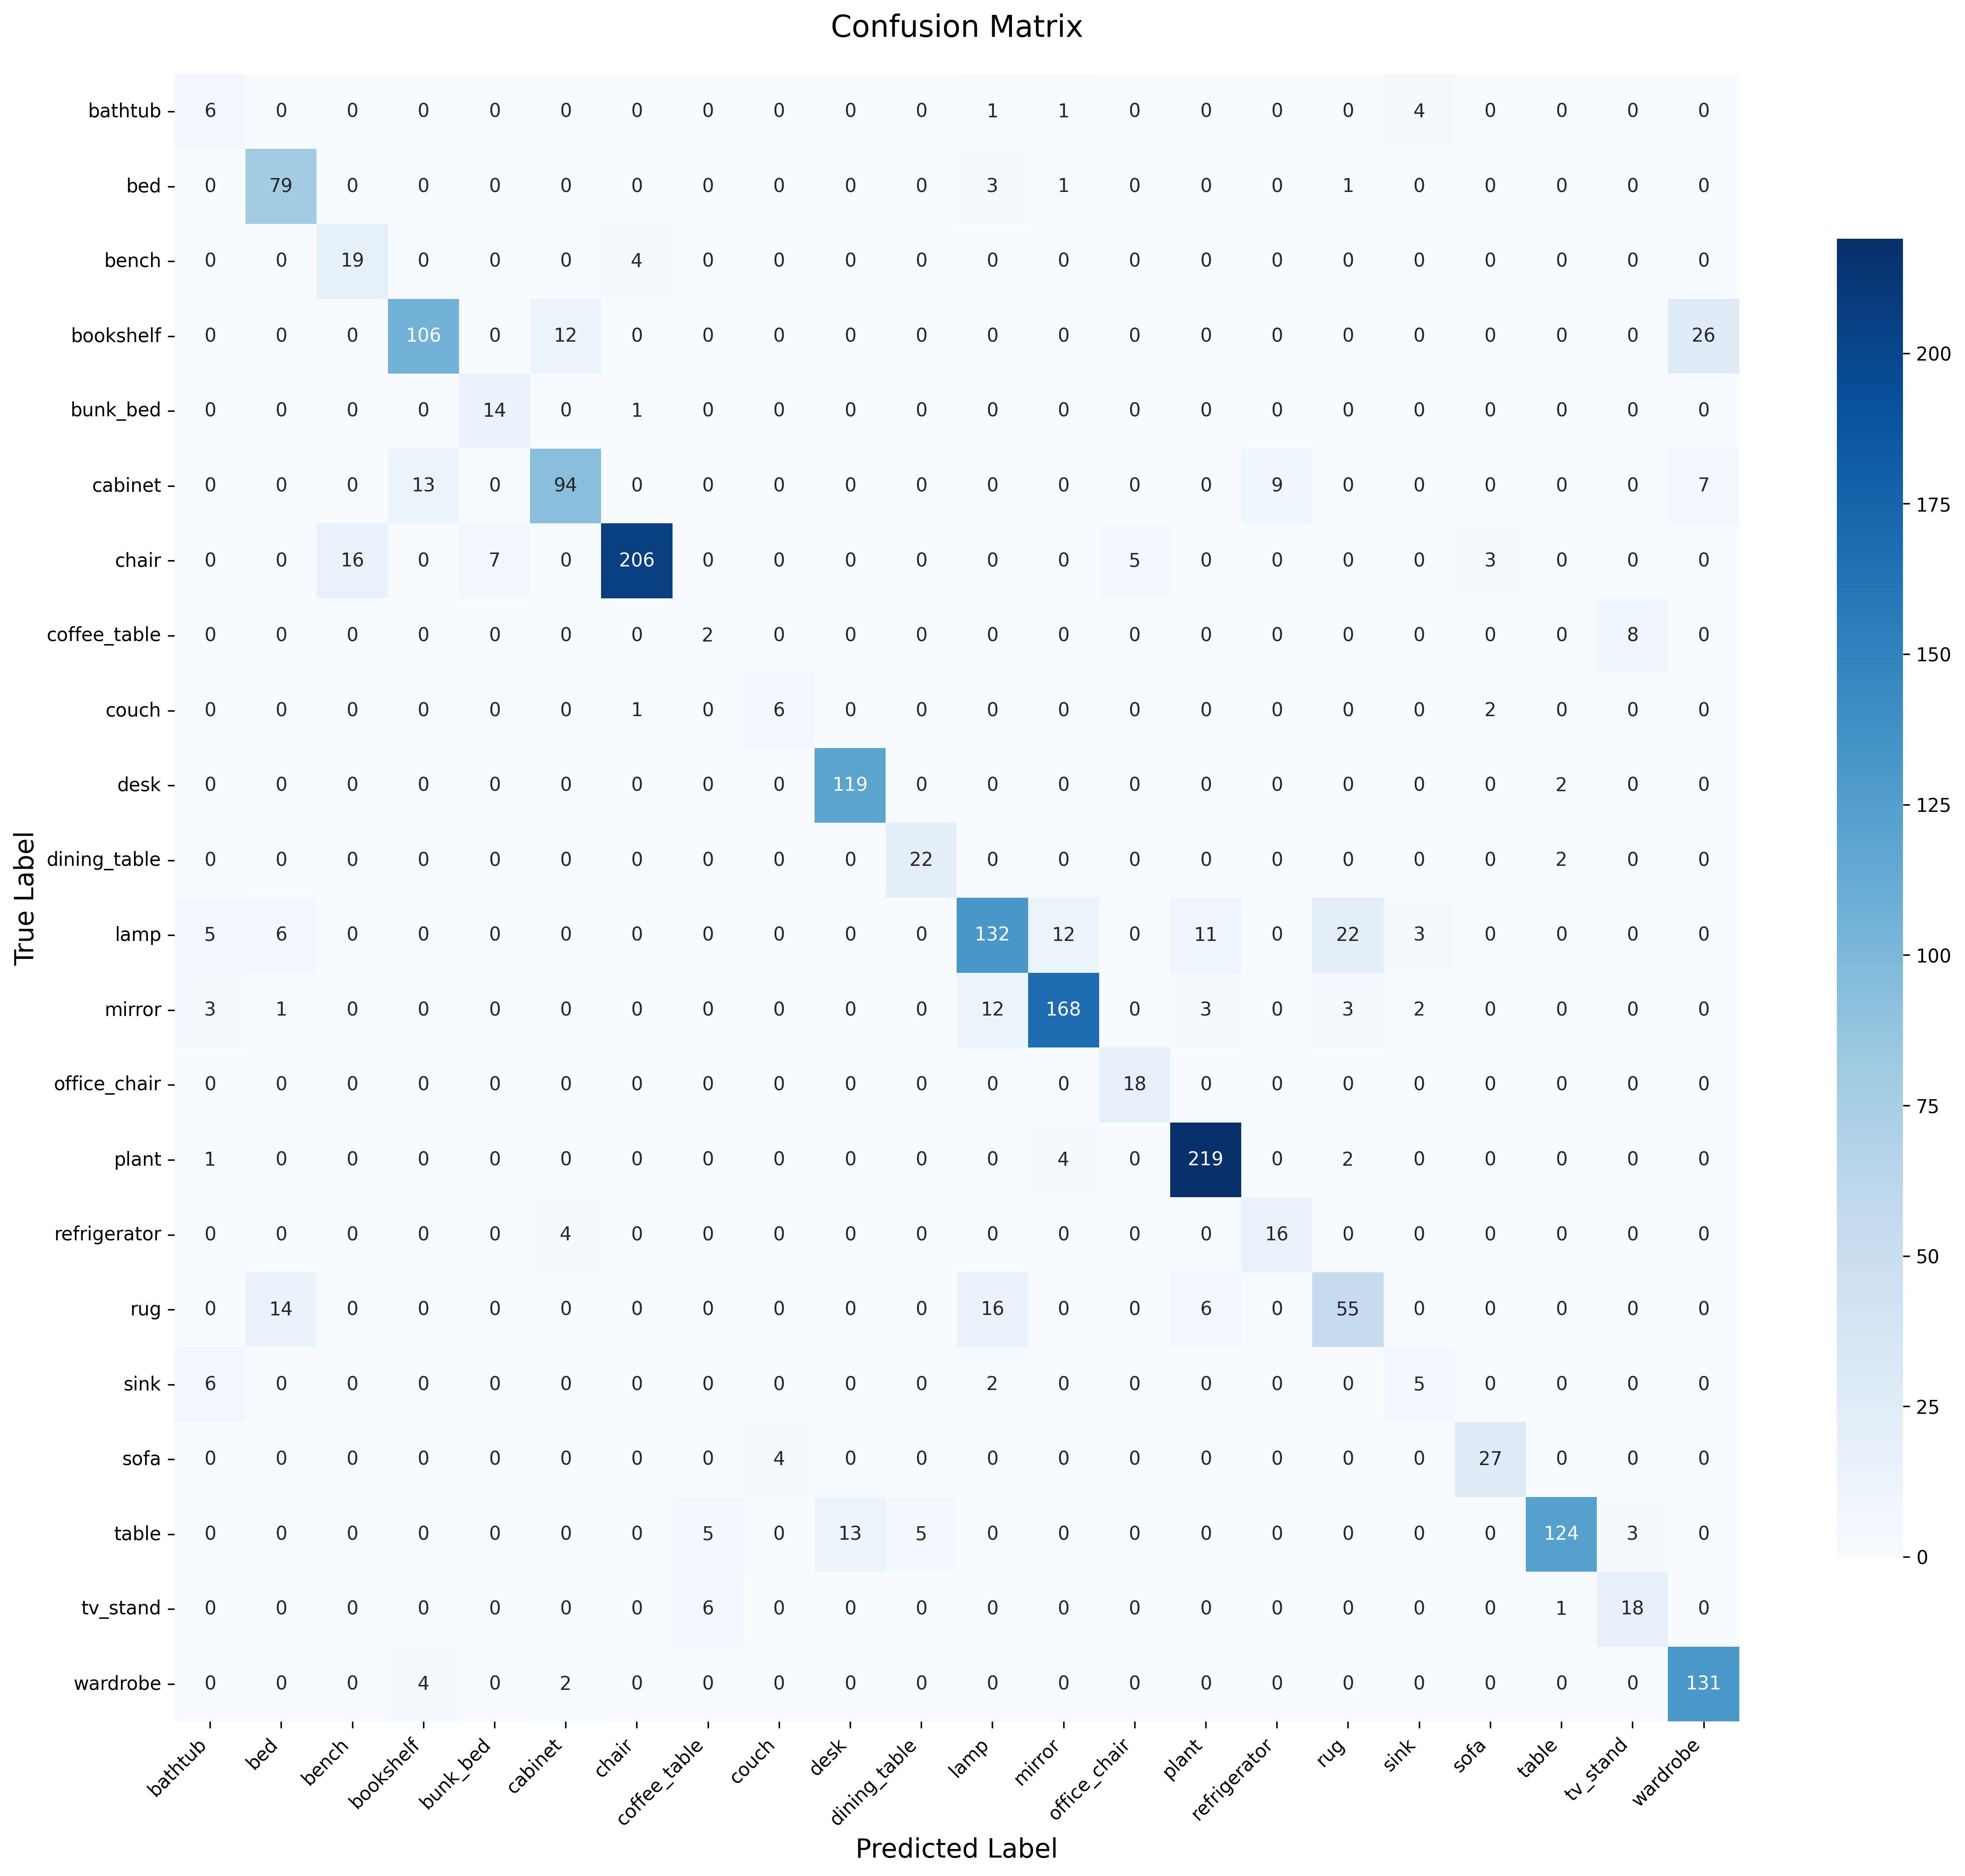 Confusion Matrix
bathtub 6 0 0 0 0 0 0 0 0 0 0 1 1 0 0 0 0 4 0 0 0 0
bed 0 79 0 0 0 0 0 0 0 0 0 3 1 0 0 0 1 0 0 0 0 0
bench 0 0 19 0 0 0 4 0 0 0 0 0 0 0 0 0 0 0 0 0 0 0
bookshelf 0 0 0 106 0 12 0 0 0 0 0 0 0 0 0 0 0 0 0 0 0 26
bunk_bed 0 0 0 0 14 0 1 0 0 0 0 0 0 0 0 0 0 0 0 0 0 0
cabinet 0 0 0 13 0 94 0 0 0 0 0 0 0 0 0 9 0 0 0 0 0 7
chair 0 0 16 0 7 0 206 0 0 0 0 0 0 5 0 0 0 0 3 0 0 0
coffee_table 0 0 0 0 0 0 0 2 0 0 0 0 0 0 0 0 0 0 0 0 8 0
couch 0 0 0 0 0 0 1 0 6 0 0 0 0 0 0 0 0 0 2 0 0 0
desk 0 0 0 0 0 0 0 0 0 119 0 0 0 0 0 0 0 0 0 2 0 0
dining_table 0 0 0 0 0 0 0 0 0 0 22 0 0 0 0 0 0 0 0 2 0 0
lamp 5 6 0 0 0 0 0 0 0 0 0 132 12 0 11 0 22 3 0 0 0 0
mirror 3 1 0 0 0 0 0 0 0 0 0 12 168 0 3 0 3 2 0 0 0 0
office_chair 0 0 0 0 0 0 0 0 0 0 0 0 0 18 0 0 0 0 0 0 0 0
plant 1 0 0 0 0 0 0 0 0 0 0 0 4 0 219 0 2 0 0 0 0 0
refrigerator 0 0 0 0 0 4 0 0 0 0 0 0 0 0 0 16 0 0 0 0 0 0
rug 0 14 0 0 0 0 0 0 0 0 0 16 0 0 6 0 55 0 0 0 0 0
sink 6 0 0 0 0 0 0 0 0 0 0 2 0 0 0 0 0 5 0 0 0 0
sofa 0 0 0 0 0 0 0 0 4 0 0 0 0 0 0 0 0 0 27 0 0 0
table 0 0 0 0 0 0 0 5 0 13 5 0 0 0 0 0 0 0 0 124 3 0
tv_stand 0 0 0 0 0 0 0 6 0 0 0 0 0 0 0 0 0 0 0 1 18 0
wardrobe 0 0 0 4 0 2 0 0 0 0 0 0 0 0 0 0 0 0 0 0 0 131
bathtub bed bench bookshelf bunk_bed cabinet chair coffee_table couch desk dining_table lamp mirror office_chair plant refrigerator rug sink sofa table tv_stand wardrobe
Predicted Label
True Label
200
175
150
125
100
75
50
25
0